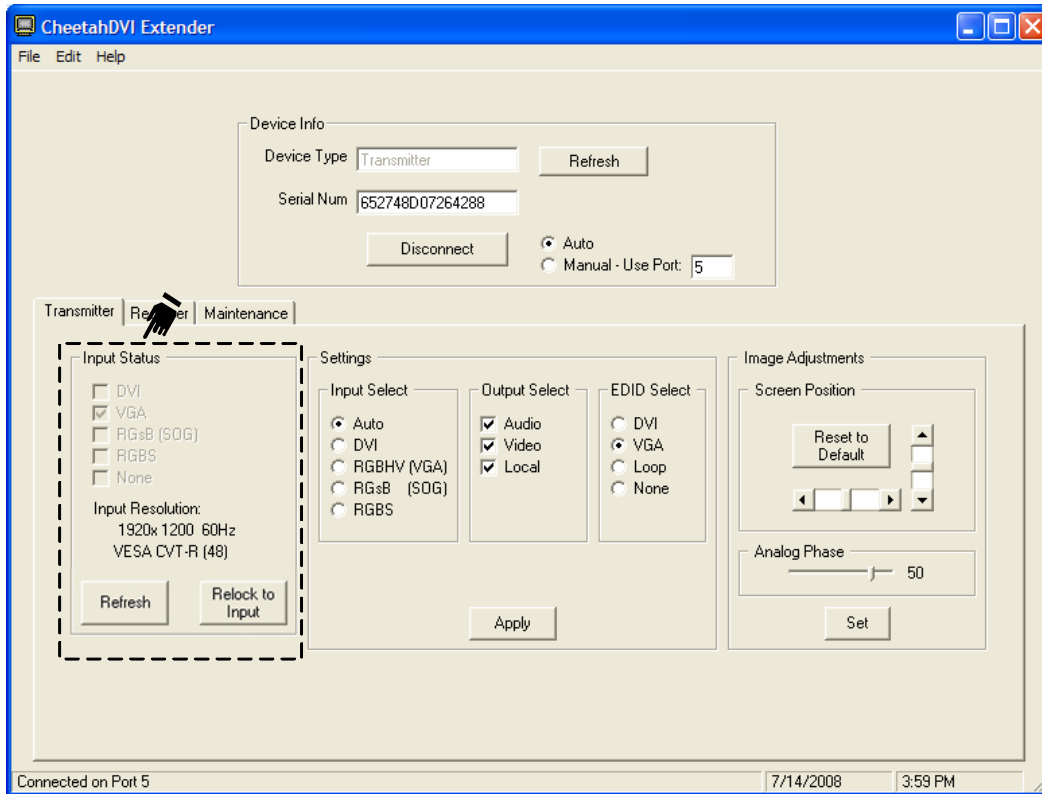 CheetahDVI Extender
File Edit Help
Device Info
Device Type Transmitter Refresh
Serial Num 652748D07264288
Disconnect
Auto
Manual - Use Port: 5
Transmitter Maintenance
Input Status
DVI
VGA
RGsB (SOG)
RGBS
None
Input Resolution:
1920x 1200 60Hz
VESA CVT-R (48)
Refresh
Relock to
Input
Settings
Input Select
Auto
DVI
RGBHV (VGA)
RGsB (SOG)
RGBS
Output Select
Audio
Video
Local
EDID Select
DVI
VGA
Loop
None
Apply
Image Adjustments
Screen Position
Reset to
Default
Analog Phase
50
Set
Connected on Port 5 7/14/2008 3:59 PM